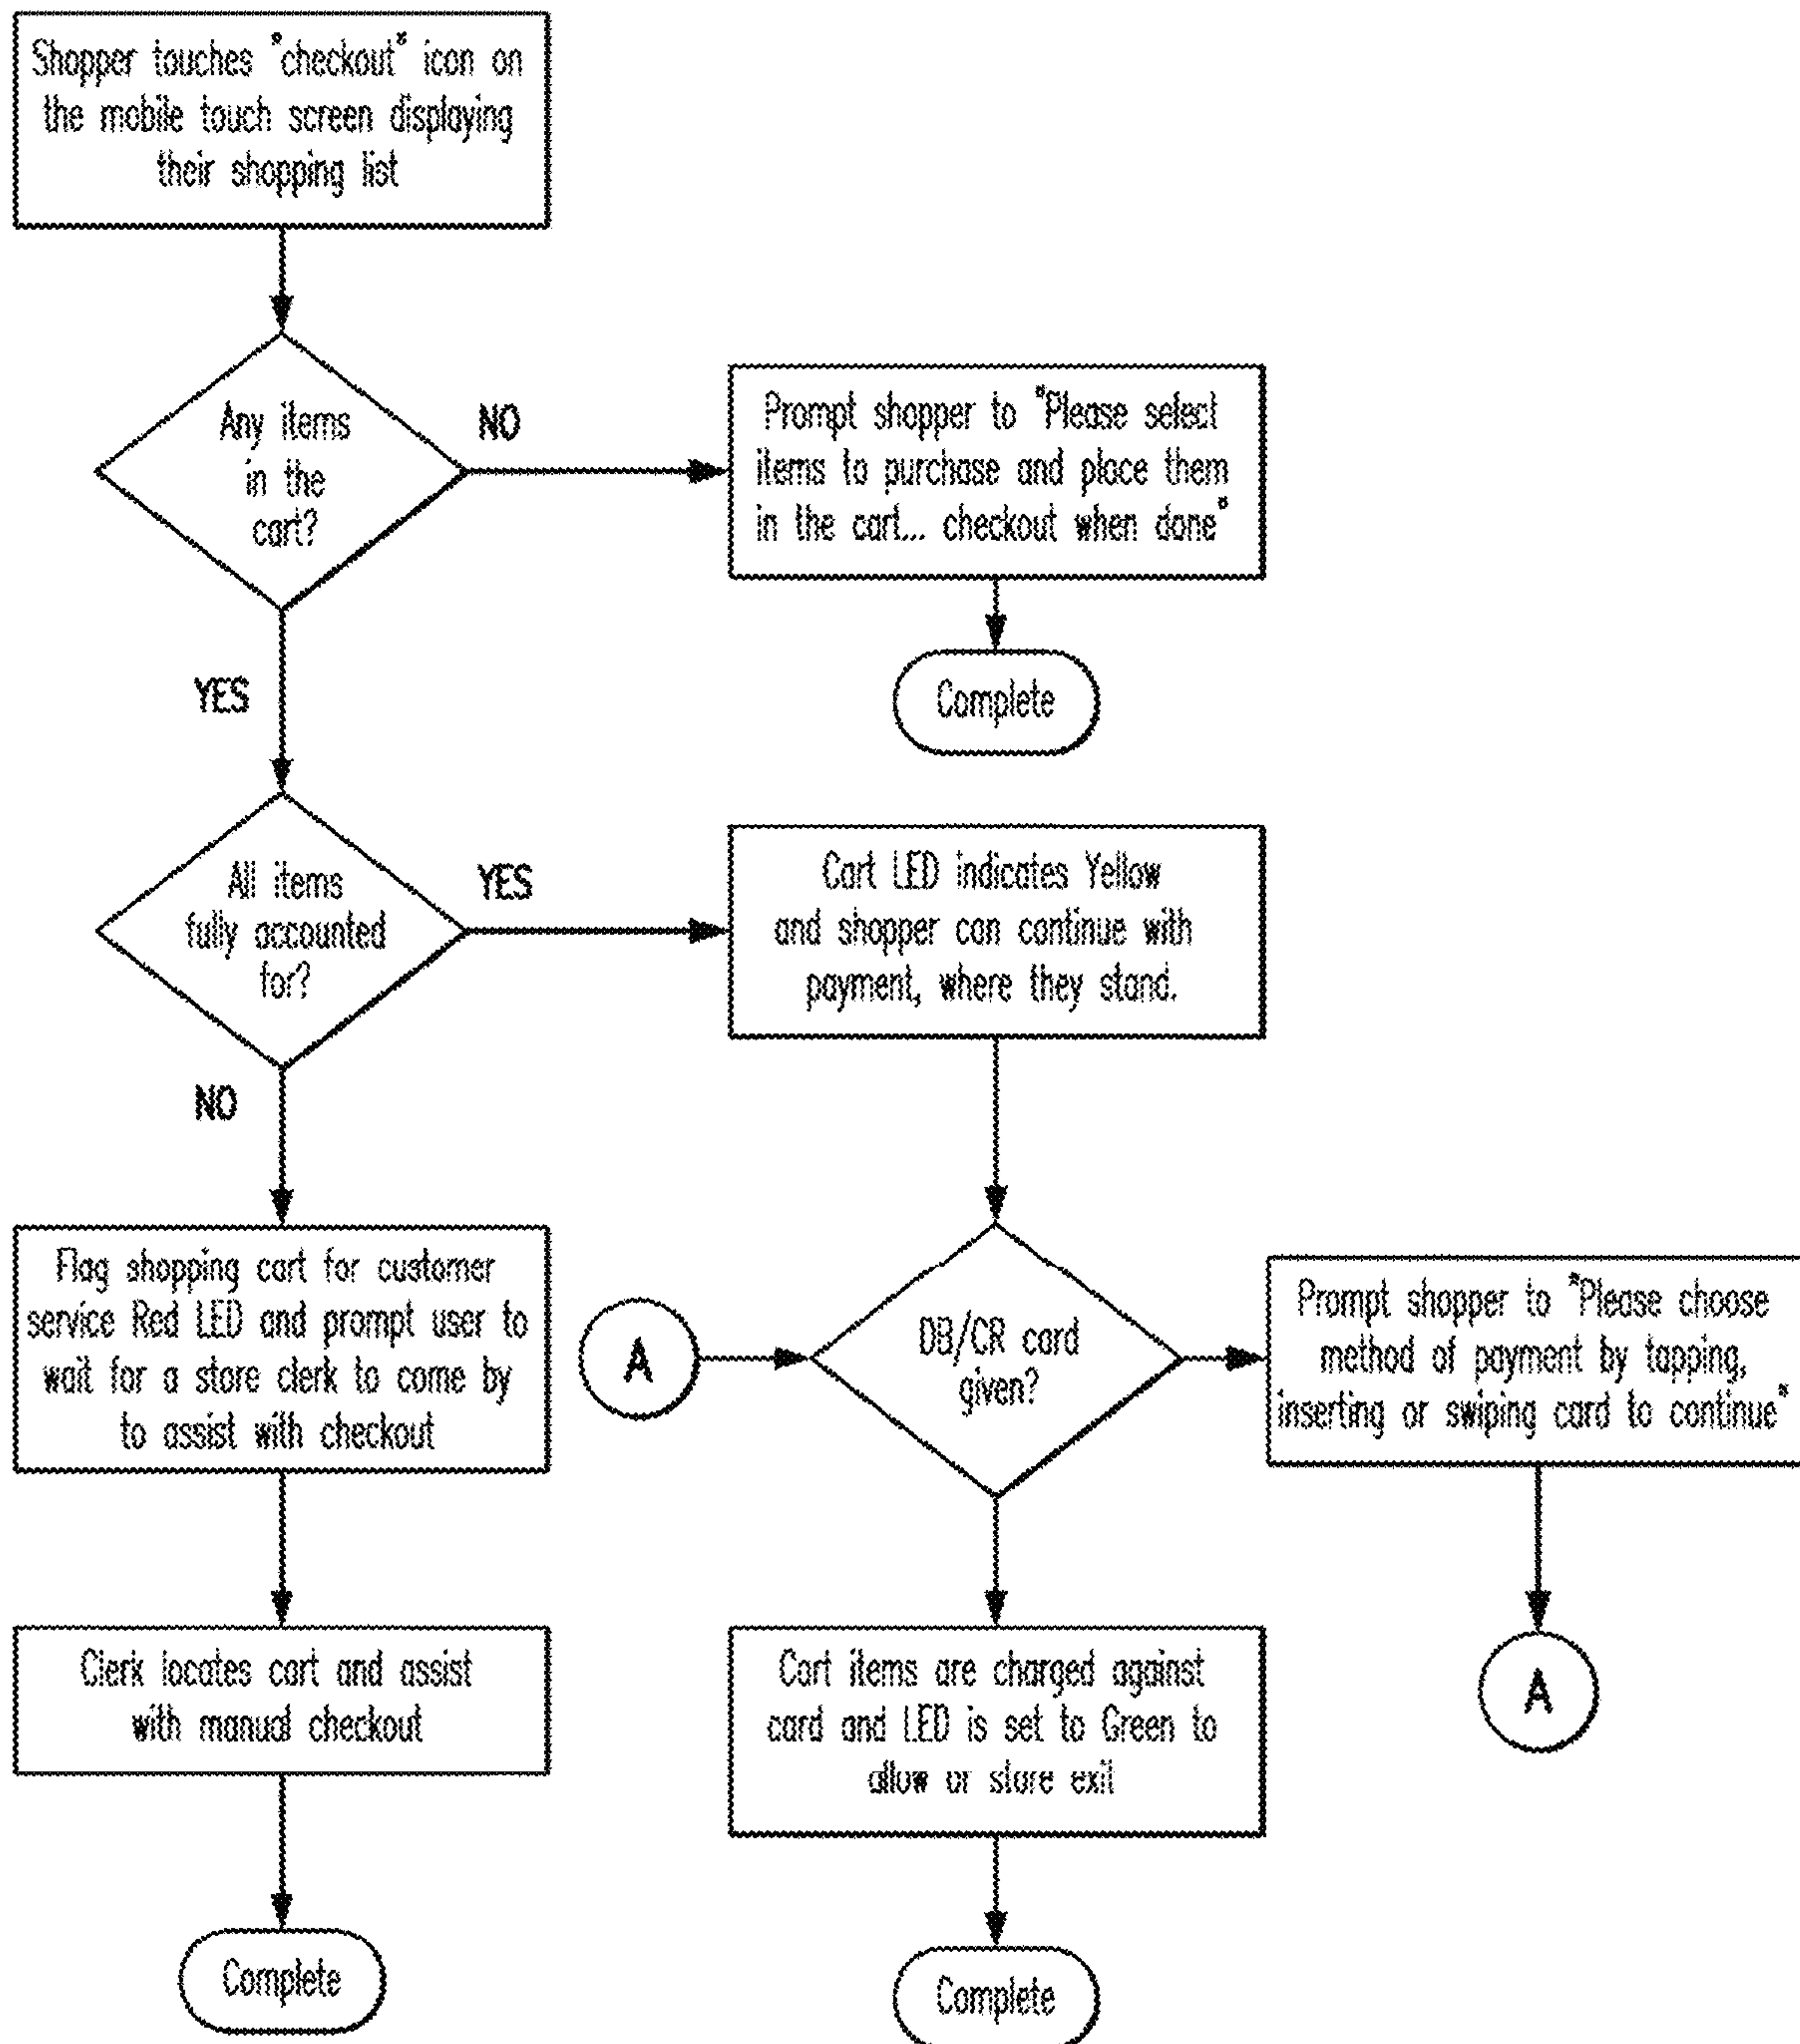 Shopper touches "checkout" icon on
the mobile touch screen displaying
their shopping list
Any items
in the
cart?
NO
Prompt shopper to "Please select
items to purchase and place them
in the cart... checkout when done"
Complete
YES
All items
fully accounted
for?
YES
Cart LED indicates Yellow
and shopper can continue with
payment, where they stand.
NO
Flag shopping cart for customer
service Red LED and prompt user to
wait for a store clerk to come by
to assist with checkout
A
DB/CR card
given?
Prompt shopper to "Please choose
method of payment by tapping,
inserting or swiping card to continue"
Clerk locates cart and assist
with manual checkout
Cart items are charged against
card and LED is set to Green to
allow or store exit
A
Complete
Complete